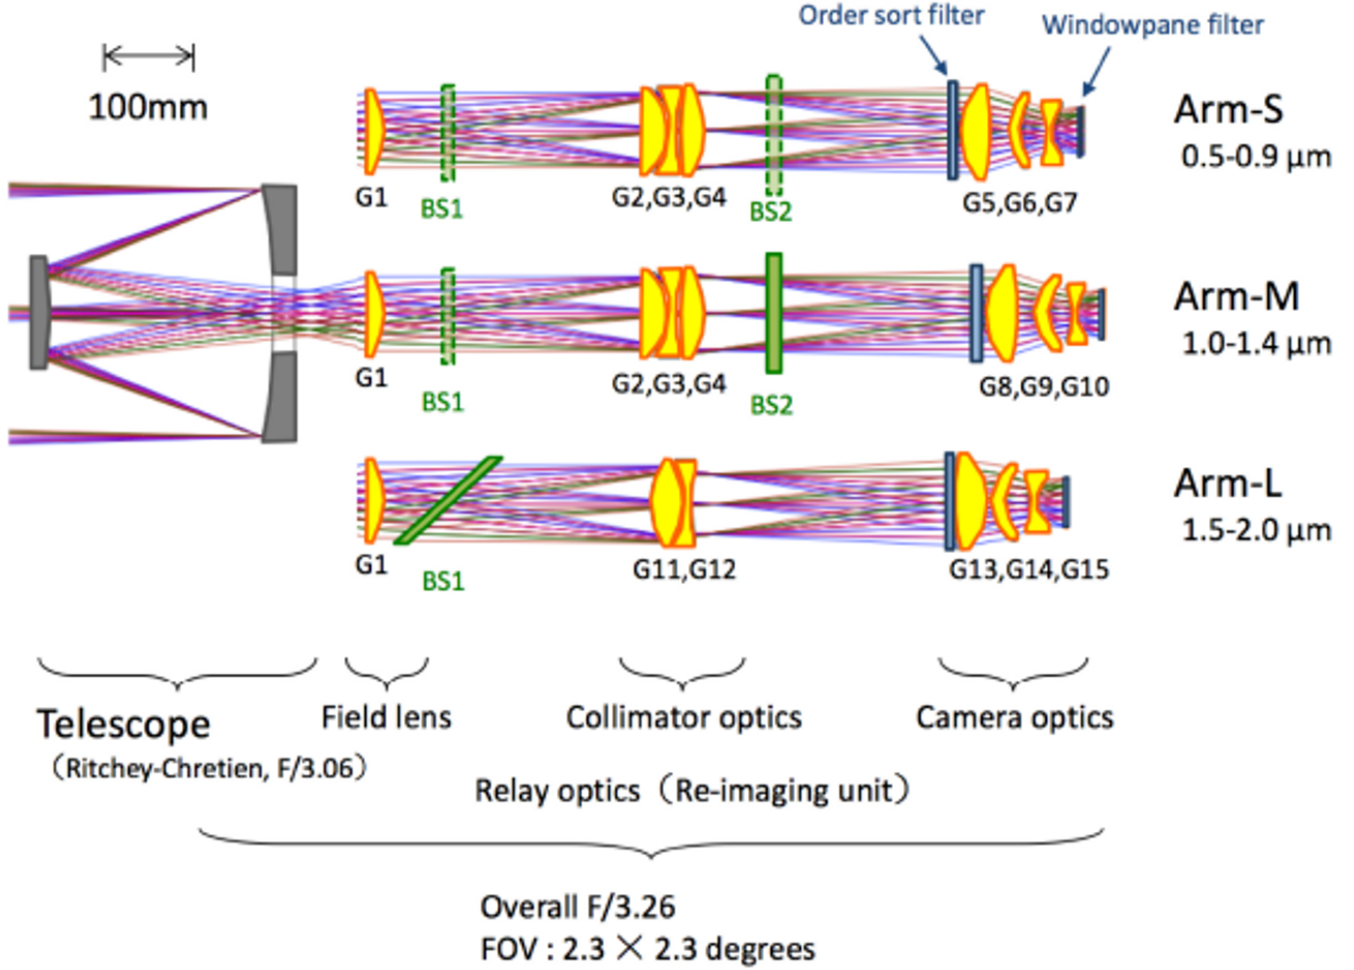 Order sort filter
Windowpane filter
100mm
Arm-S
0.5-0.9 μm
G1
BS1
G2,G3,G4
BS2
G5,G6,G7
Arm-M
1.0-1.4 μm
G1
BS1
G2,G3,G4
BS2
G8,G9,G10
Arm-L
1.5-2.0 μm
G1
BS1
G11,G12
G13,G14,G15
Telescope
（Ritchey-Chretien, F/3.06）
Field lens
Collimator optics
Camera optics
Relay optics（Re-imaging unit）
Overall F/3.26
FOV : 2.3 × 2.3 degrees